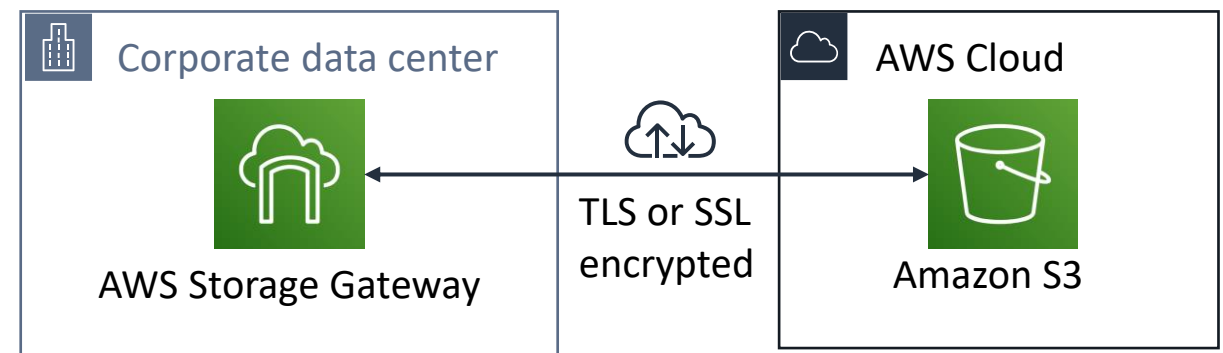 Corporate data center
AWS Cloud
TLS or SSL
encrypted
AWS Storage Gateway
Amazon S3